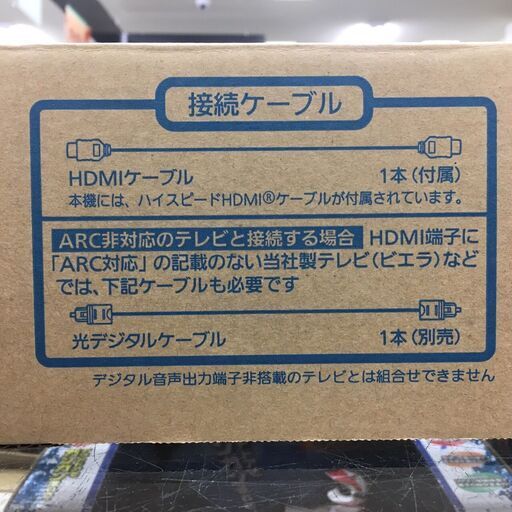 接続ケーブル
HDMIケーブル 1本(付属)
本機には、ハイスピードHDMI®ケーブルが付属されています。
ARC非対応のテレビと接続する場合 HDMI端子に
「ARC対応」の記載のない当社製テレビ(ビエラ)など
では、下記ケーブルも必要です
光デジタルケーブル 1本(別売)
デジタル音声出力端子非搭載のテレビとは組合せできません